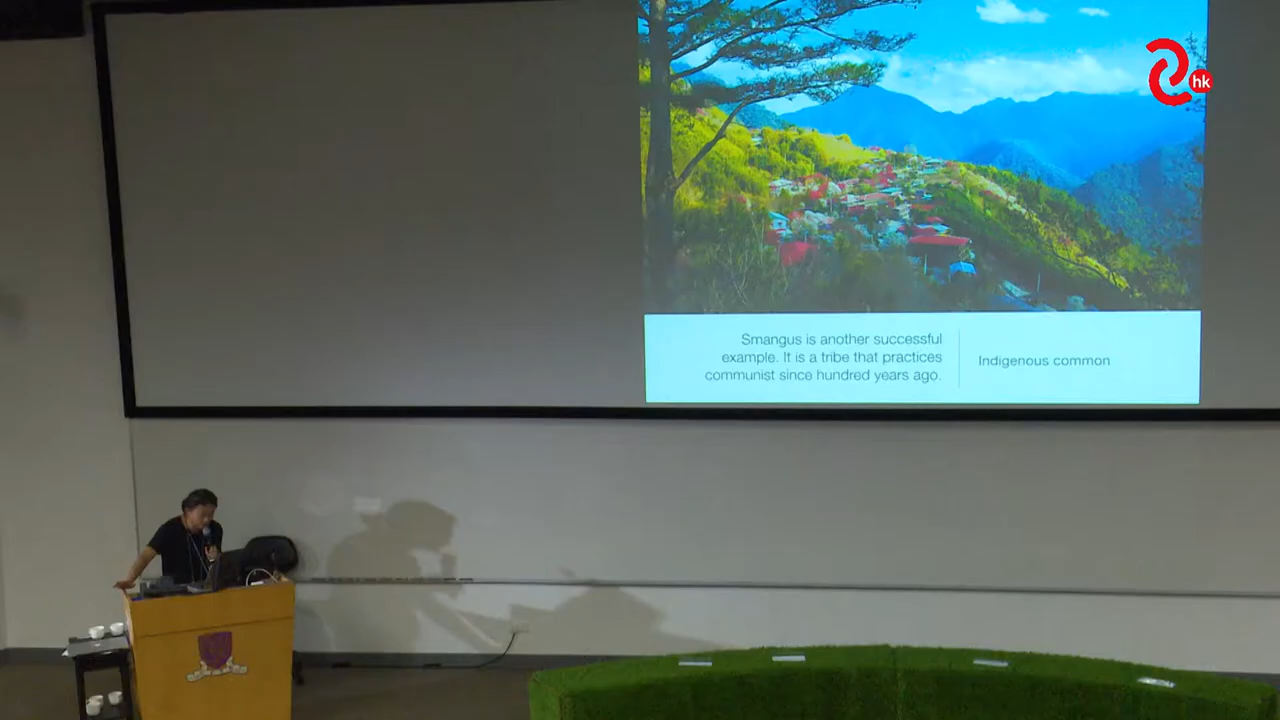 hk
Smangus is another successful
example. It is a tribe that practices
communist since hundred years ago.
Indigenous common